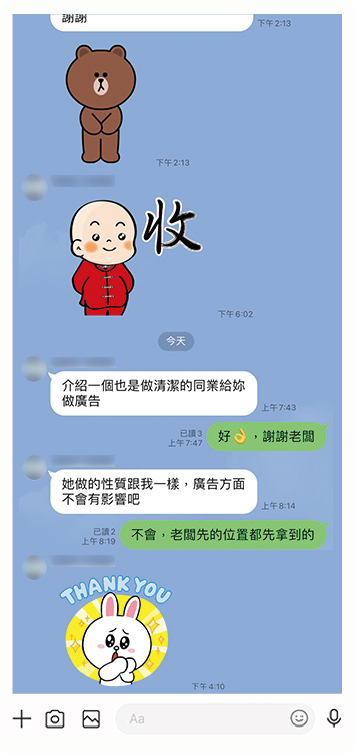 謝謝
下午2:13
下午2:13
收
下午6:02
今天
介紹一個也是做清潔的同業給妳
做廣告
上午7:43
已讀3
上午7:47
好👌，謝謝老闆
她做的性質跟我一樣，廣告方面
不會有影響吧
上午8:14
已讀2
上午8:19
不會，老闆先的位置都先拿到的
THANK YOU
下午4:10
Aa